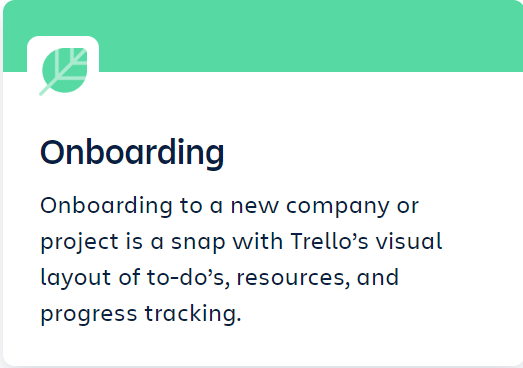 Onboarding
Onboarding to a new company or
project is a snap with Trello’s visual
layout of to-do’s, resources, and
progress tracking.